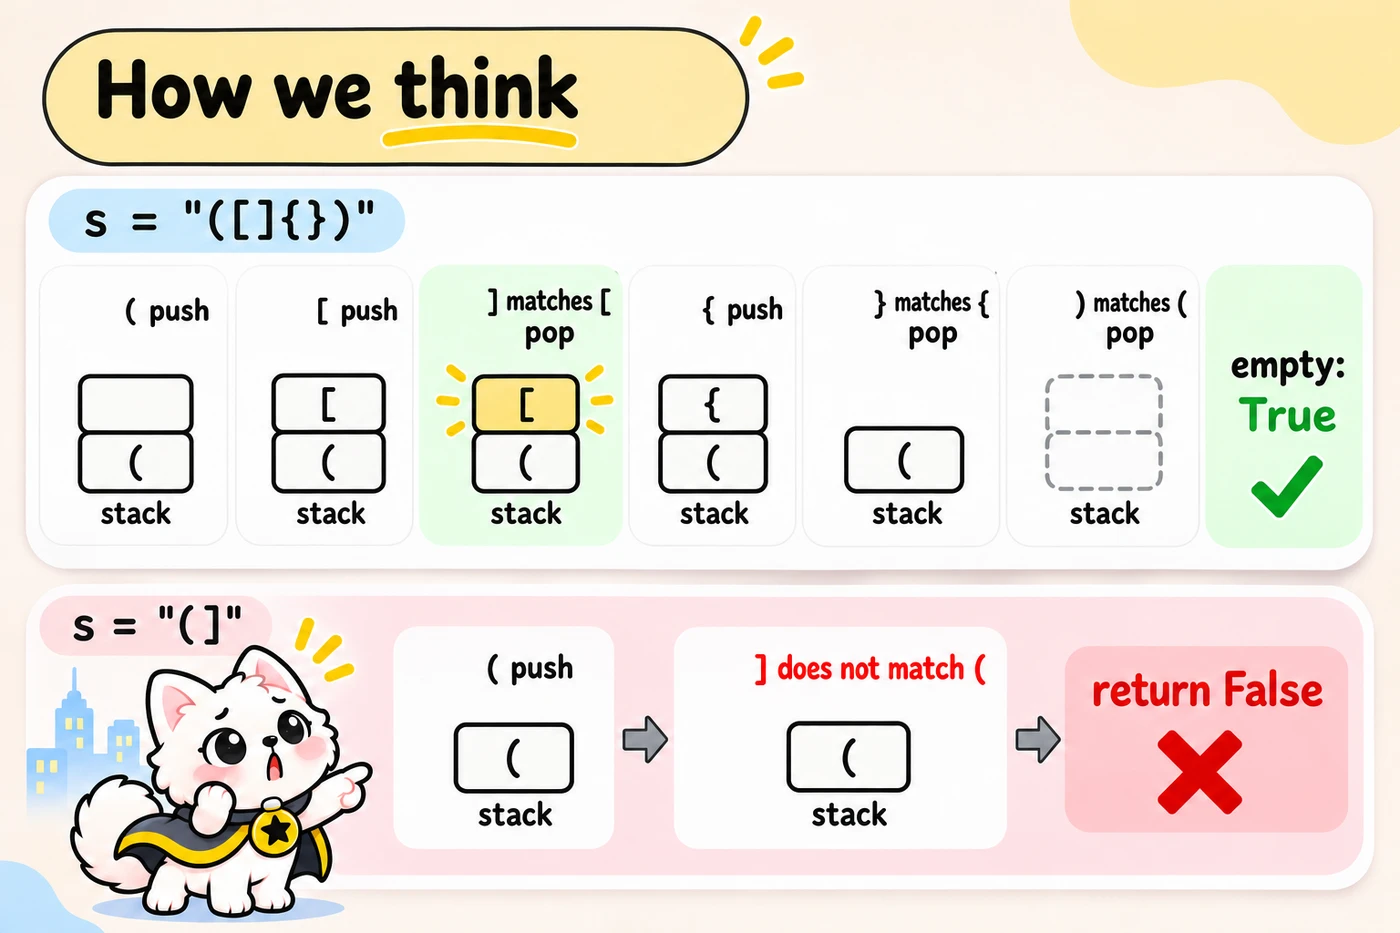 How we think
s = "([]{})"
( push
(
stack
[ push
[
(
stack
] matches [
pop
[
(
stack
{ push
{
(
stack
} matches {
pop
(
stack
) matches (
pop
stack
empty:
True
s = "(]"
( push
(
stack
] does not match (
(
stack
return False